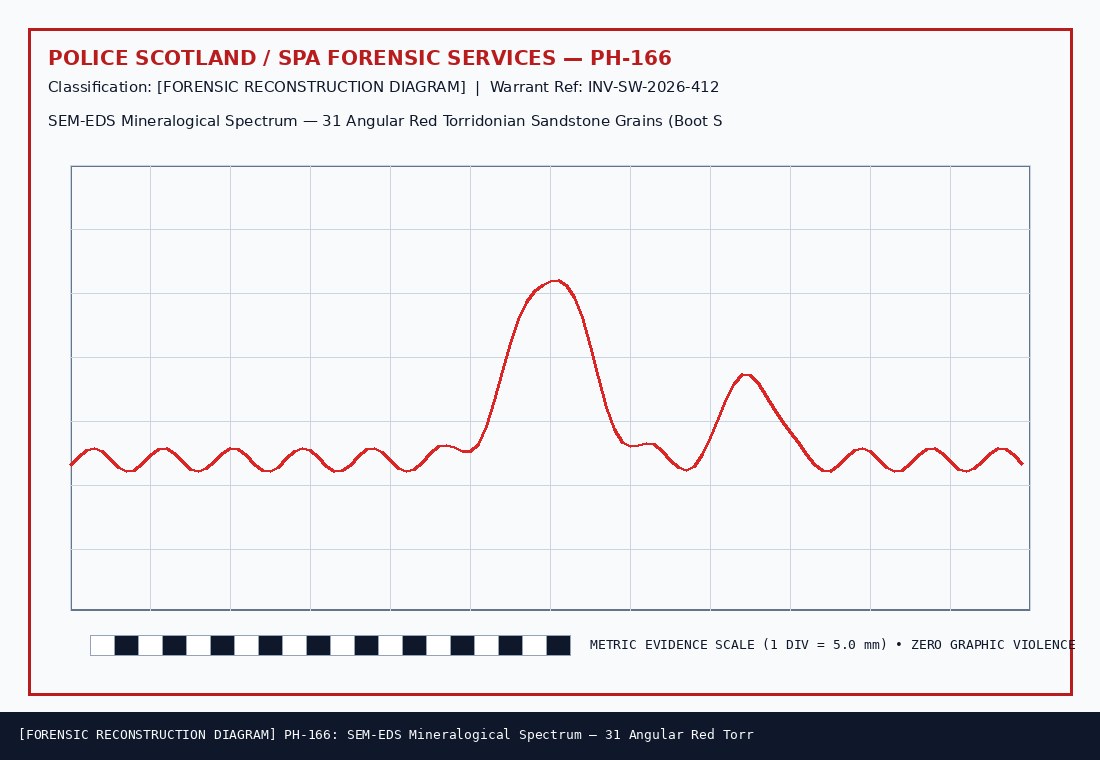 POLICE SCOTLAND / SPA FORENSIC SERVICES — PH-166
Classification: [FORENSIC RECONSTRUCTION DIAGRAM] | Warrant Ref: INV-SW-2026-412
SEM-EDS Mineralogical Spectrum — 31 Angular Red Torridonian Sandstone Grains (Boot S
METRIC EVIDENCE SCALE (1 DIV = 5.0 mm) • ZERO GRAPHIC VIOLENCE
[FORENSIC RECONSTRUCTION DIAGRAM] PH-166: SEM-EDS Mineralogical Spectrum — 31 Angular Red Torr